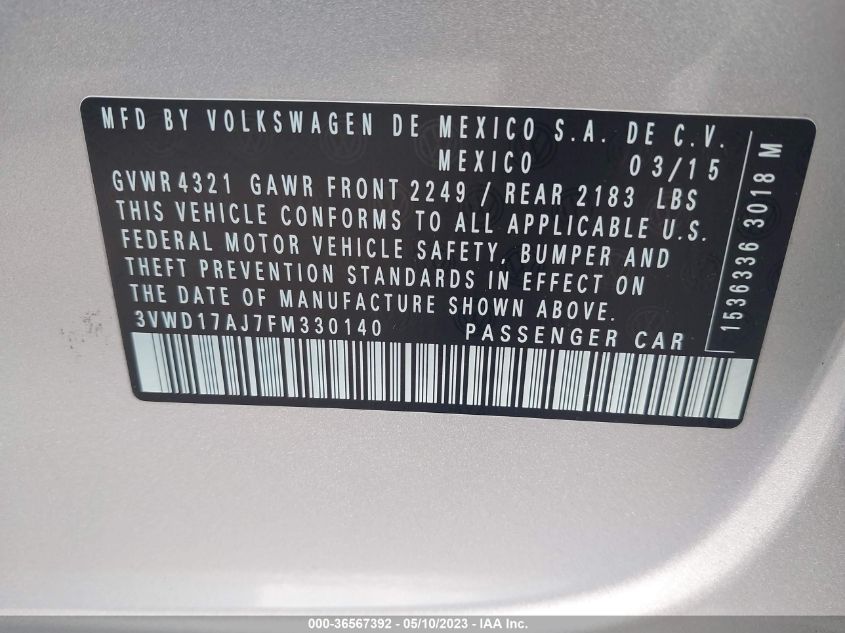 MFD BY VOLKSWAGEN DE MEXICO S.A. DE C.V.
MEXICO 03/15
GVWR 4321 GAWR FRONT 2249 / REAR 2183 LBS
THIS VEHICLE CONFORMS TO ALL APPLICABLE U.S.
FEDERAL MOTOR VEHICLE SAFETY, BUMPER AND
THEFT PREVENTION STANDARDS IN EFFECT ON
THE DATE OF MANUFACTURE SHOWN ABOVE.
3VWD17AJ7FM330140 PASSENGER CAR
1536336 3018 M
000-36567392 - 05/10/2023 - IAA Inc.